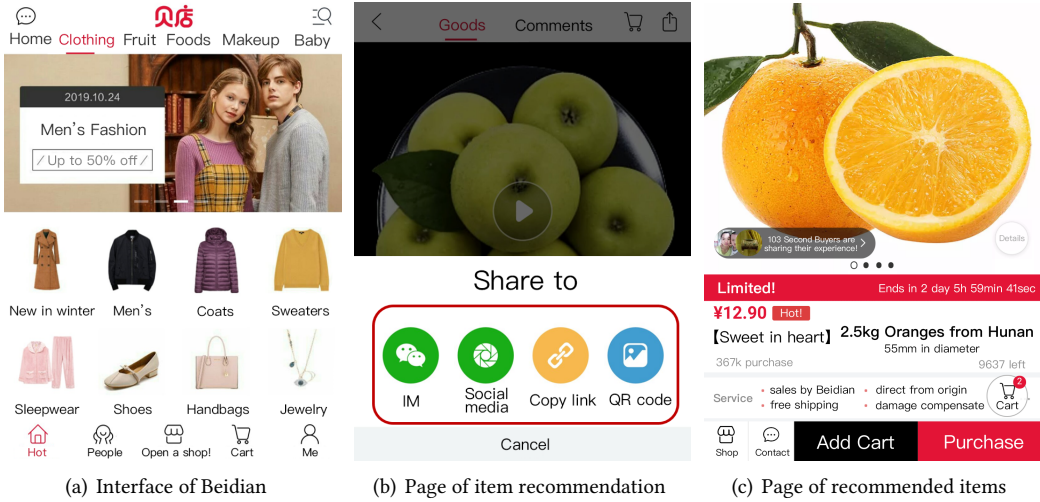 贝店
Home Clothing Fruit Foods Makeup Baby
2019.10.24
Men's Fashion
/ Up to 50% off /
New in winter Men's Coats Sweaters
Sleepwear Shoes Handbags Jewelry
Hot People Open a shop! Cart Me
(a) Interface of Beidian
Goods Comments
Share to
IM Social media Copy link QR code
Cancel
(b) Page of item recommendation
103 Second Buyers are
sharing their experience!
Details
Limited! Ends in 2 day 5h 59min 41sec
¥12.90 Hot!
【Sweet in heart】 2.5kg Oranges from Hunan
55mm in diameter
367k purchase 9637 left
Service • sales by Beidian • direct from origin
• free shipping • damage compensate
2
Cart
Shop Contact Add Cart Purchase
(c) Page of recommended items